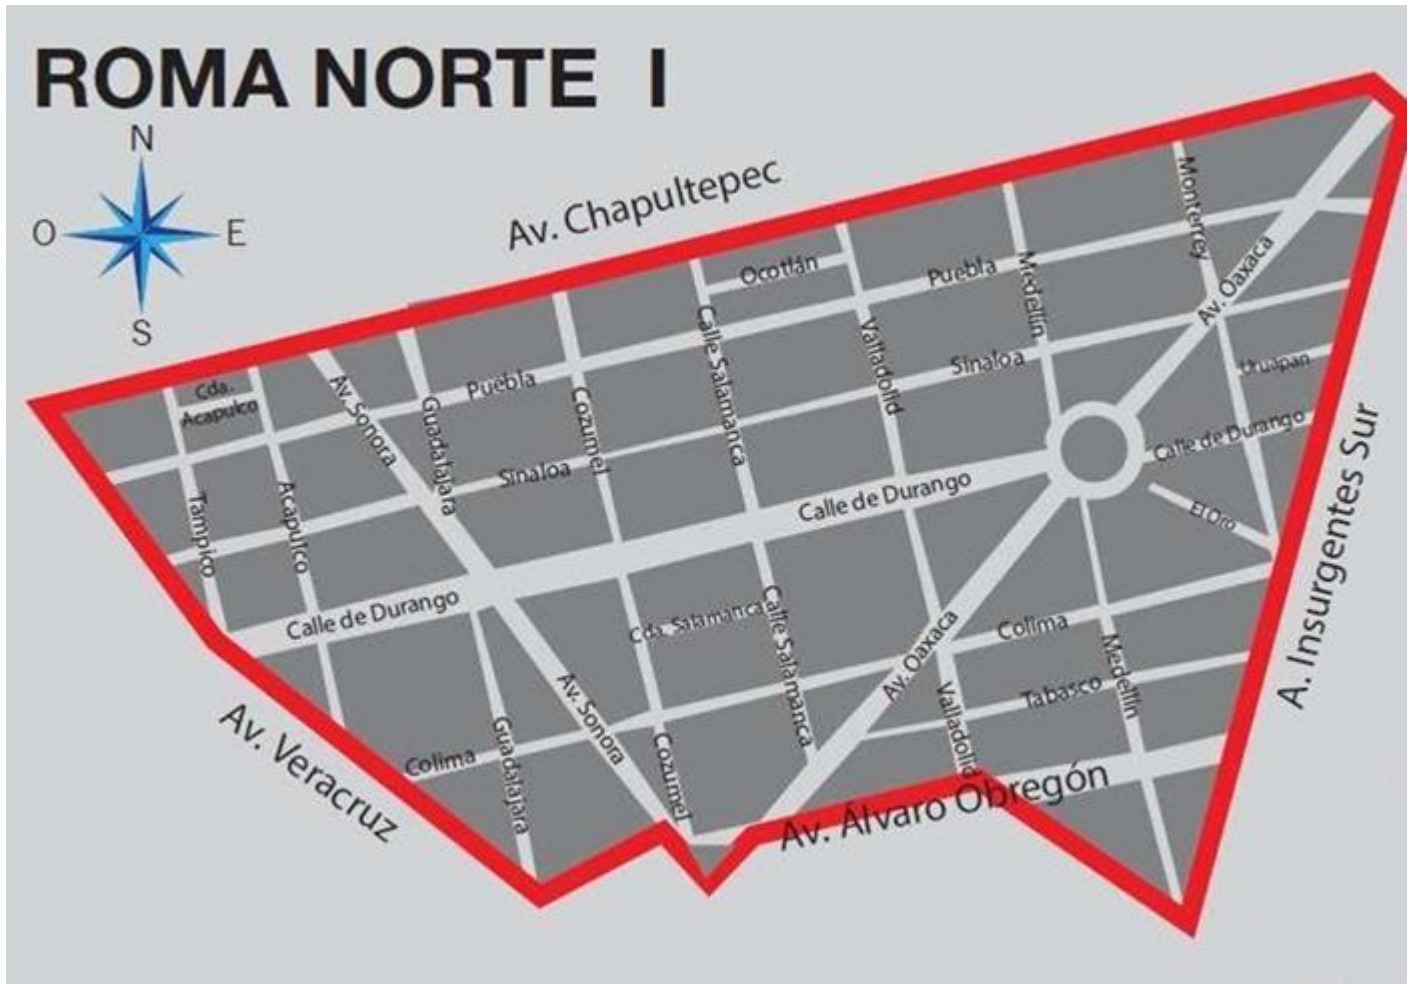 ROMA NORTE I
N
O
E
S
Av. Chapultepec
Monterrey
Ocotlán
Puebla
Medellín
Av. Oaxaca
Calle Salamanca
Valladolid
Sinaloa
Uruapan
Cda.
Acapulco
Av. Sonora
Puebla
Guadalajara
Cozumel
Calle de Durango
Sinaloa
Calle de Durango
El Oro
Tampico
Acapulco
A. Insurgentes Sur
Calle de Durango
Cda. Salamanca
Calle Salamanca
Av. Oaxaca
Colima
Medellín
Tabasco
Valladolid
Av. Sonora
Av. Veracruz
Colima
Guadalajara
Cozumel
Av. Álvaro Obregón